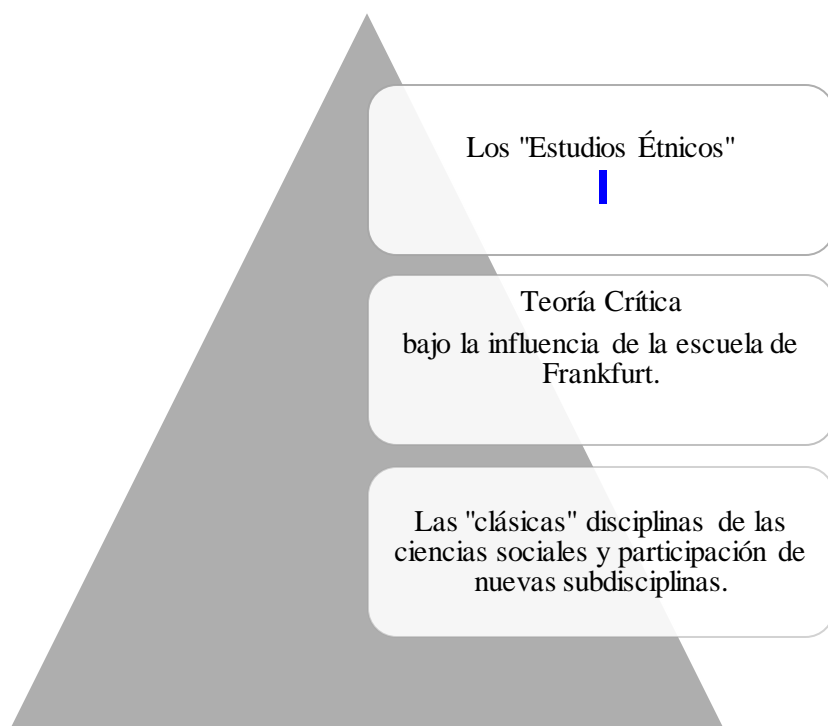 Los "Estudios Étnicos"
Teoría Crítica
bajo la influencia de la escuela de
Frankfurt.
Las "clásicas" disciplinas de las
ciencias sociales y participación de
nuevas subdisciplinas.